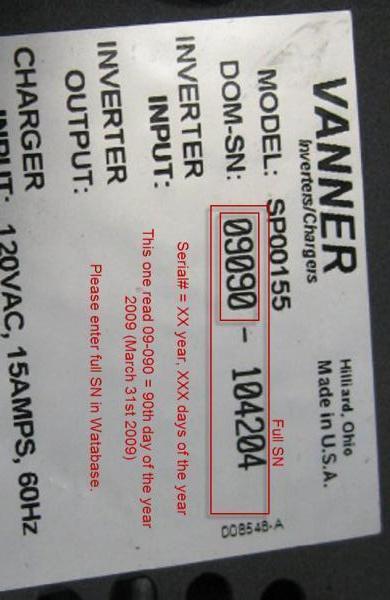 VANNER
Inverters/Chargers
Hilliard, Ohio
Made in U.S.A.
MODEL: SP00155
DOM-SN: 09090 - 104204
Full SN
D08548-A
INVERTER
INPUT:
Serial# = XX year, XXX days of the year
This one read 09-090 = 90th day of the year
2009 (March 31st 2009)
INVERTER
OUTPUT:
Please enter full SN in Watabase.
CHARGER
INPUT: 120VAC, 15AMPS, 60Hz